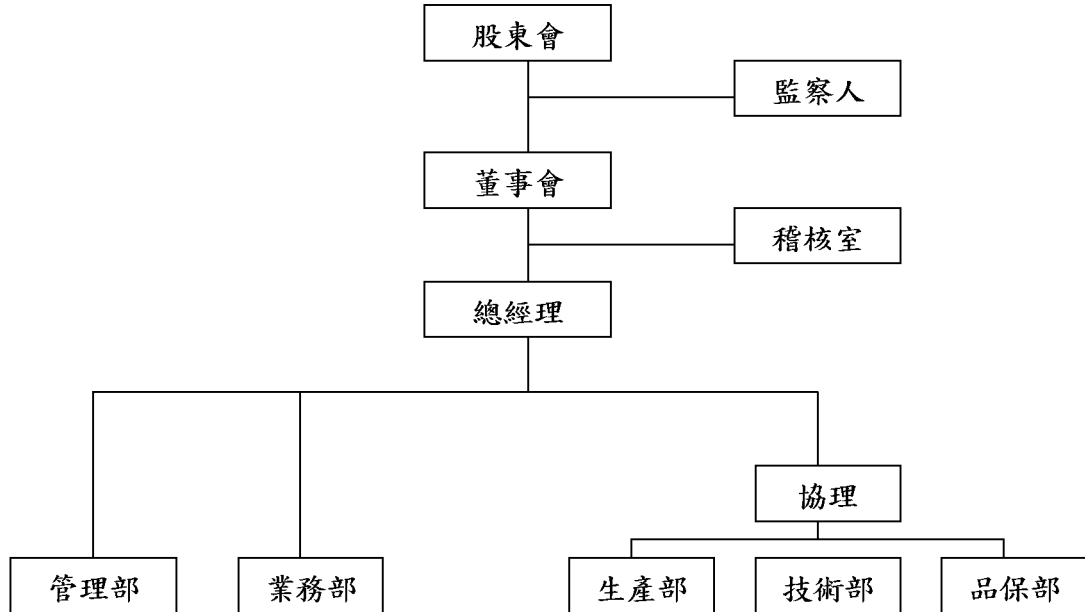 股東會
監察人
董事會
稽核室
總經理
協理
管理部
業務部
生產部
技術部
品保部